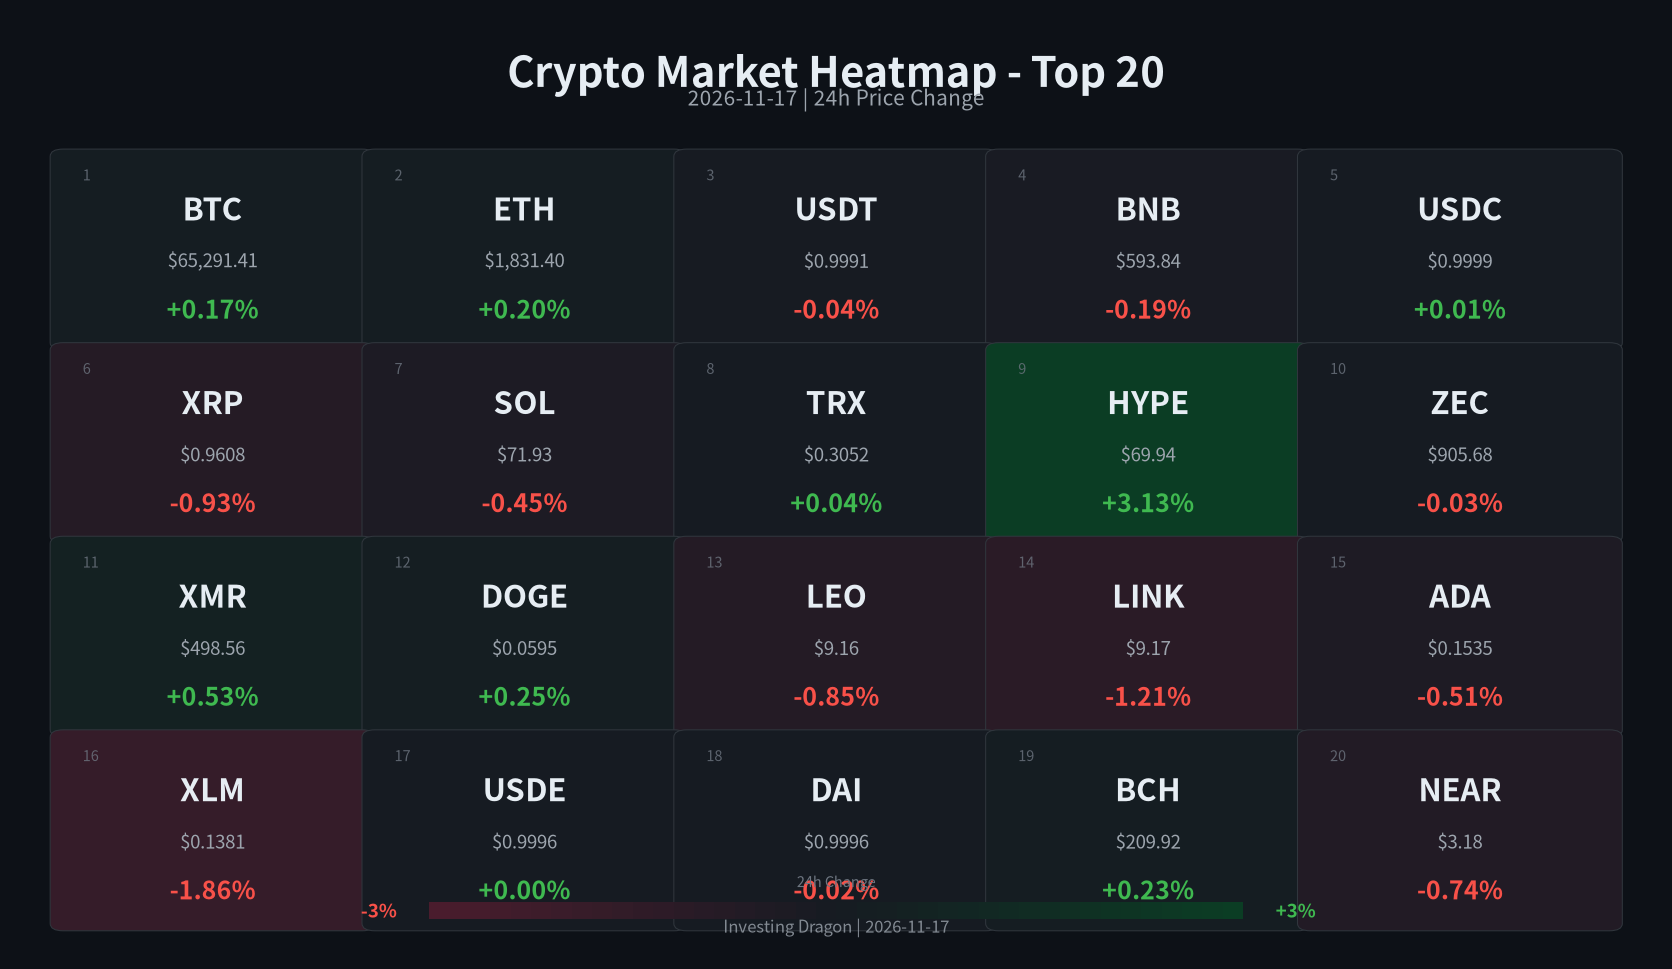 Crypto Market Heatmap - Top 20
2026-11-17 | 24h Price Change
1
BTC
$65,291.41
+0.17%
2
ETH
$1,831.40
+0.20%
3
USDT
$0.9991
-0.04%
4
BNB
$593.84
-0.19%
5
USDC
$0.9999
+0.01%
6
XRP
$0.9608
-0.93%
7
SOL
$71.93
-0.45%
8
TRX
$0.3052
+0.04%
9
HYPE
$69.94
+3.13%
10
ZEC
$905.68
-0.03%
11
XMR
$498.56
+0.53%
12
DOGE
$0.0595
+0.25%
13
LEO
$9.16
-0.85%
14
LINK
$9.17
-1.21%
15
ADA
$0.1535
-0.51%
16
XLM
$0.1381
-1.86%
17
USDE
$0.9996
+0.00%
18
DAI
$0.9996
-0.02%
19
BCH
$209.92
+0.23%
20
NEAR
$3.18
-0.74%
24h Change
-3%
+3%
Investing Dragon | 2026-11-17